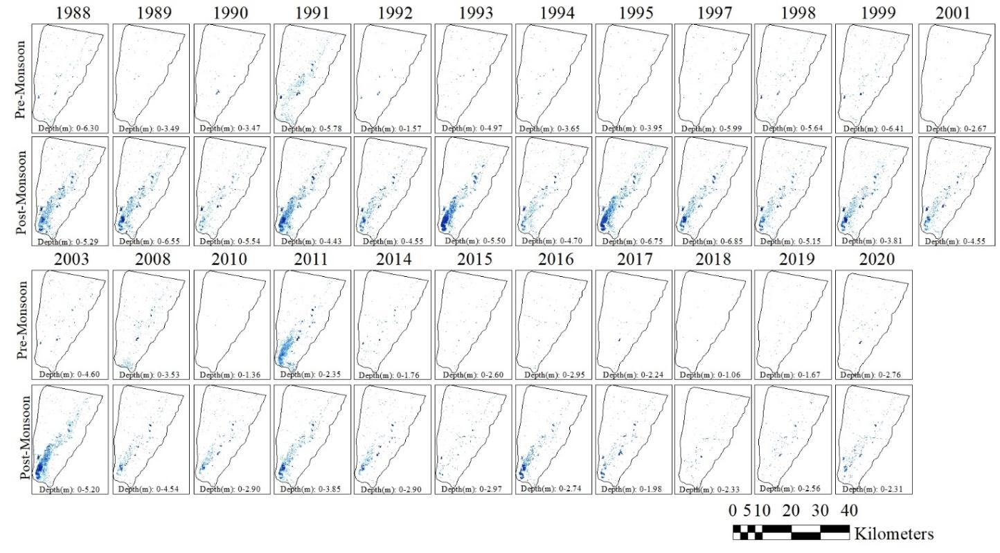 1988 1989 1990 1991 1992 1993 1994 1995 1997 1998 1999 2001
Pre-Monsoon
Depth(m): 0-6.30 Depth(m): 0-3.49 Depth(m): 0-3.47 Depth(m): 0-5.78 Depth(m): 0-1.57 Depth(m): 0-4.97 Depth(m): 0-3.65 Depth(m): 0-3.95 Depth(m): 0-5.99 Depth(m): 0-5.64 Depth(m): 0-6.41 Depth(m): 0-2.67
Post-Monsoon
Depth(m): 0-5.29 Depth(m): 0-6.55 Depth(m): 0-5.54 Depth(m): 0-4.43 Depth(m): 0-4.55 Depth(m): 0-5.50 Depth(m): 0-4.70 Depth(m): 0-6.75 Depth(m): 0-6.85 Depth(m): 0-5.15 Depth(m): 0-3.81 Depth(m): 0-4.55
2003 2008 2010 2011 2014 2015 2016 2017 2018 2019 2020
Pre-Monsoon
Depth(m): 0-4.60 Depth(m): 0-3.53 Depth(m): 0-1.36 Depth(m): 0-2.35 Depth(m): 0-1.76 Depth(m): 0-2.60 Depth(m): 0-2.95 Depth(m): 0-2.24 Depth(m): 0-1.06 Depth(m): 0-1.67 Depth(m): 0-2.76
Post-Monsoon
Depth(m): 0-5.20 Depth(m): 0-4.54 Depth(m): 0-2.90 Depth(m): 0-3.85 Depth(m): 0-2.90 Depth(m): 0-2.97 Depth(m): 0-2.74 Depth(m): 0-1.98 Depth(m): 0-2.33 Depth(m): 0-2.56 Depth(m): 0-2.31
0 5 10 20 30 40
Kilometers